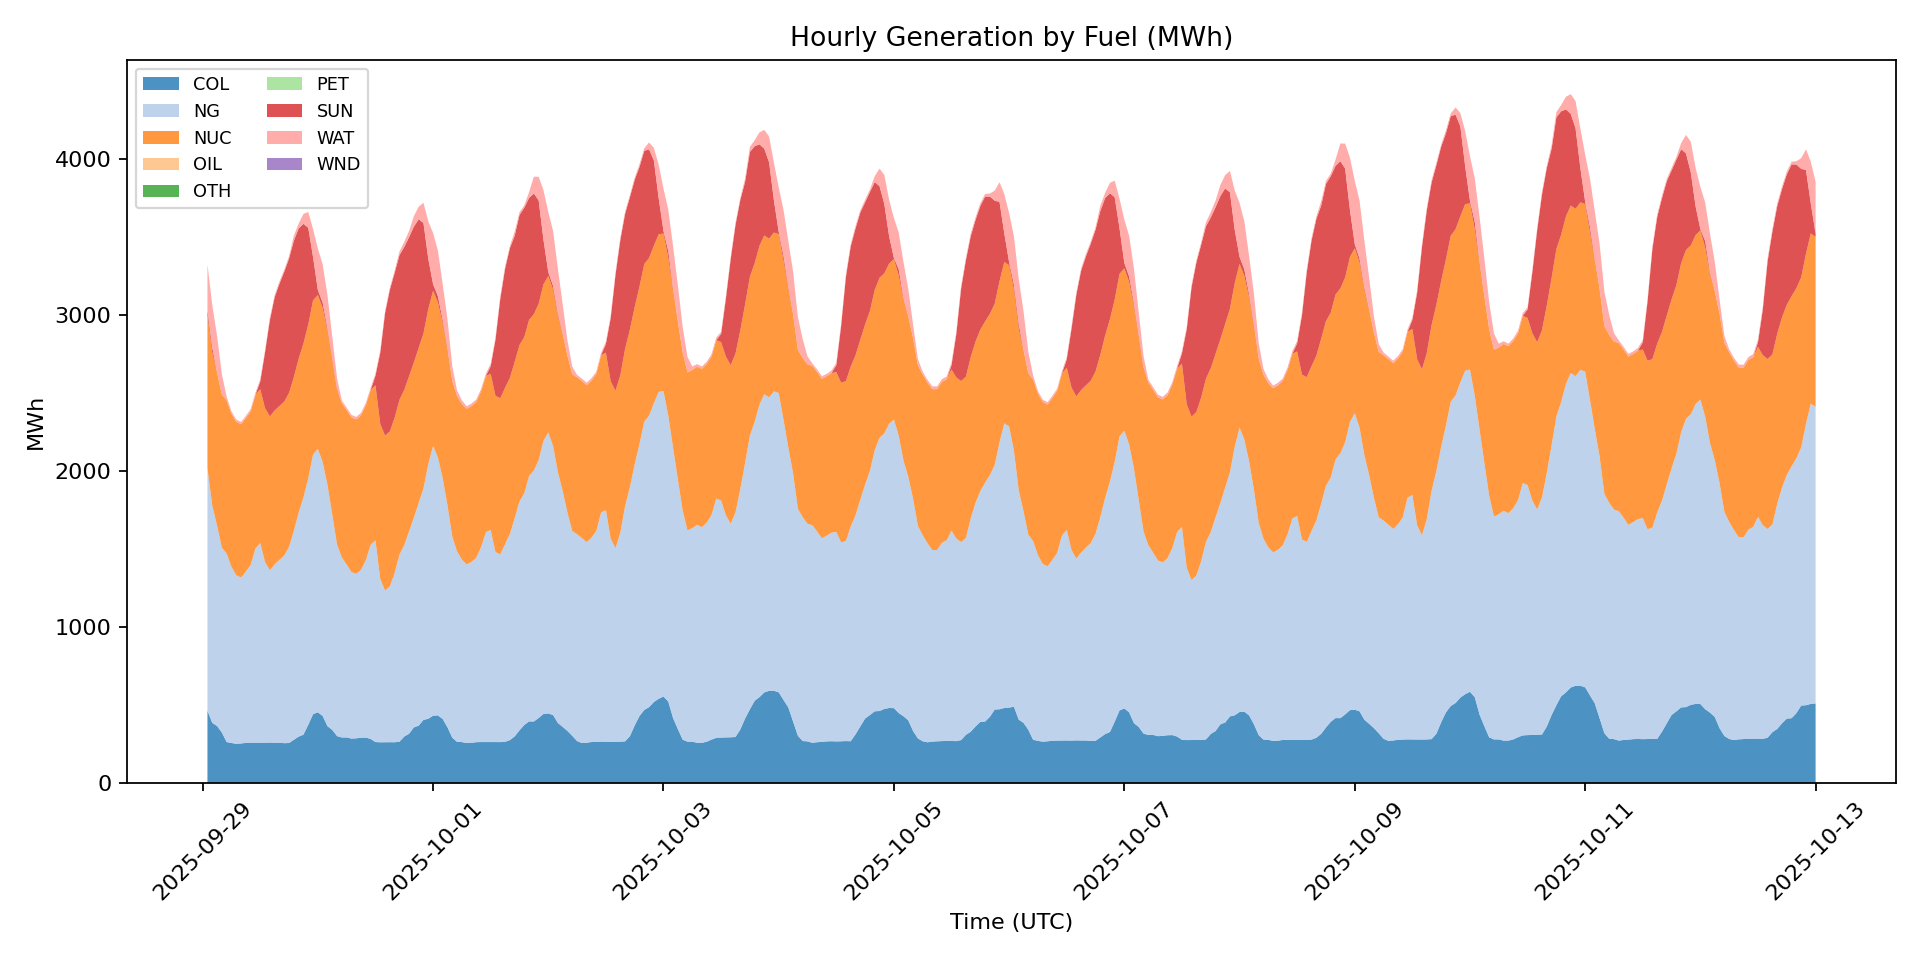 Hourly Generation by Fuel (MWh)
COL
NG
NUC
OIL
OTH
PET
SUN
WAT
WND
MWh
4000
3000
2000
1000
0
2025-09-29
2025-10-01
2025-10-03
2025-10-05
2025-10-07
2025-10-09
2025-10-11
2025-10-13
Time (UTC)